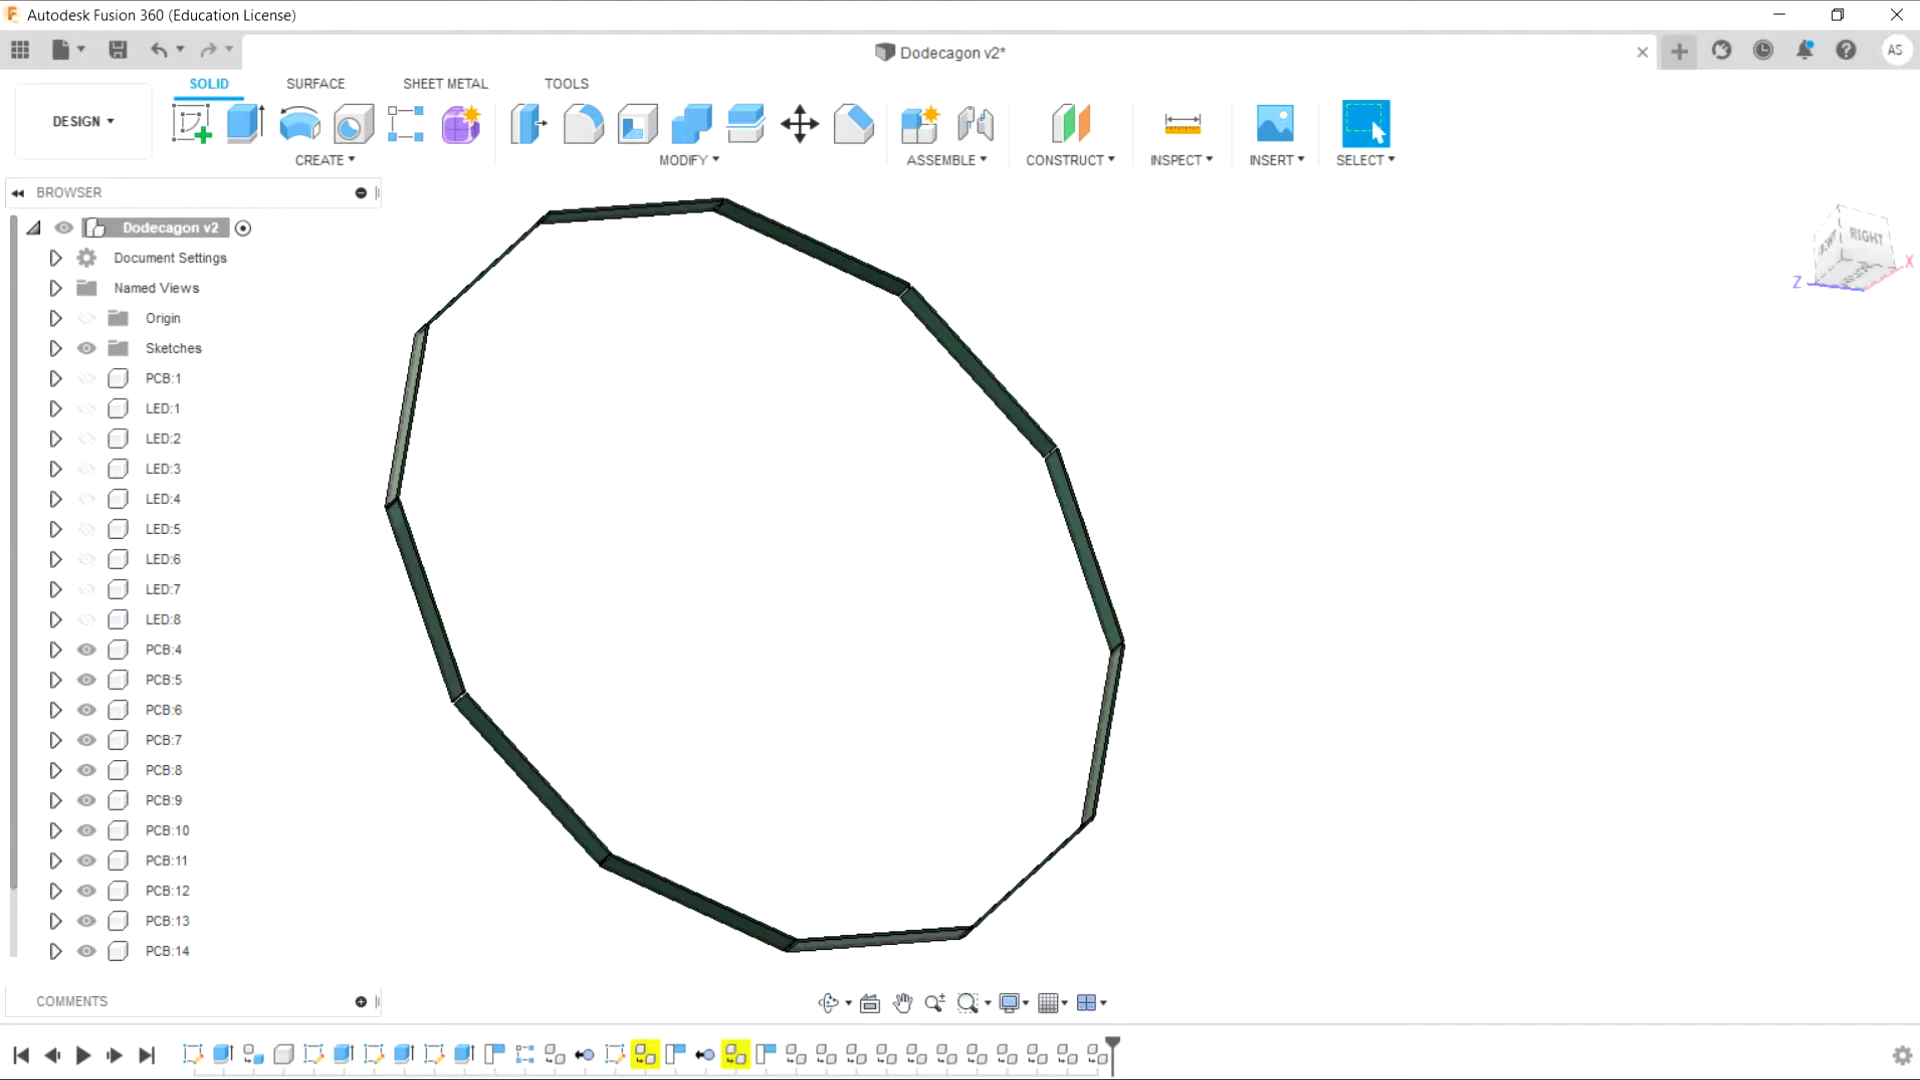 Autodesk Fusion 360 (Education License)
Dodecagon v2*
AS
SOLID SURFACE SHEET METAL TOOLS
DESIGN
CREATE MODIFY ASSEMBLE CONSTRUCT INSPECT INSERT SELECT
BROWSER
Dodecagon v2
Document Settings
Named Views
Origin
Sketches
PCB:1
LED:1
LED:2
LED:3
LED:4
LED:5
LED:6
LED:7
LED:8
PCB:4
PCB:5
PCB:6
PCB:7
PCB:8
PCB:9
PCB:10
PCB:11
PCB:12
PCB:13
PCB:14
RIGHT
X
Z
COMMENTS